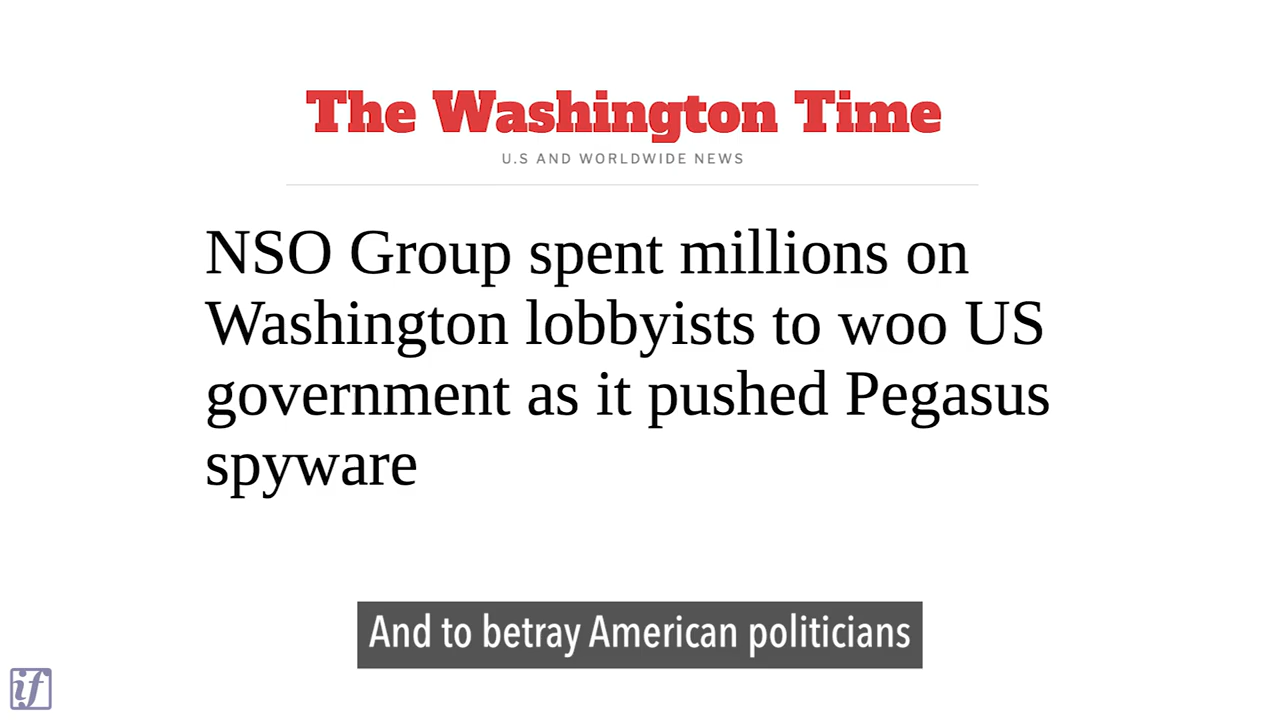 The Washington Time
U.S AND WORLDWIDE NEWS
NSO Group spent millions on
Washington lobbyists to woo US
government as it pushed Pegasus
spyware
And to betray American politicians
if